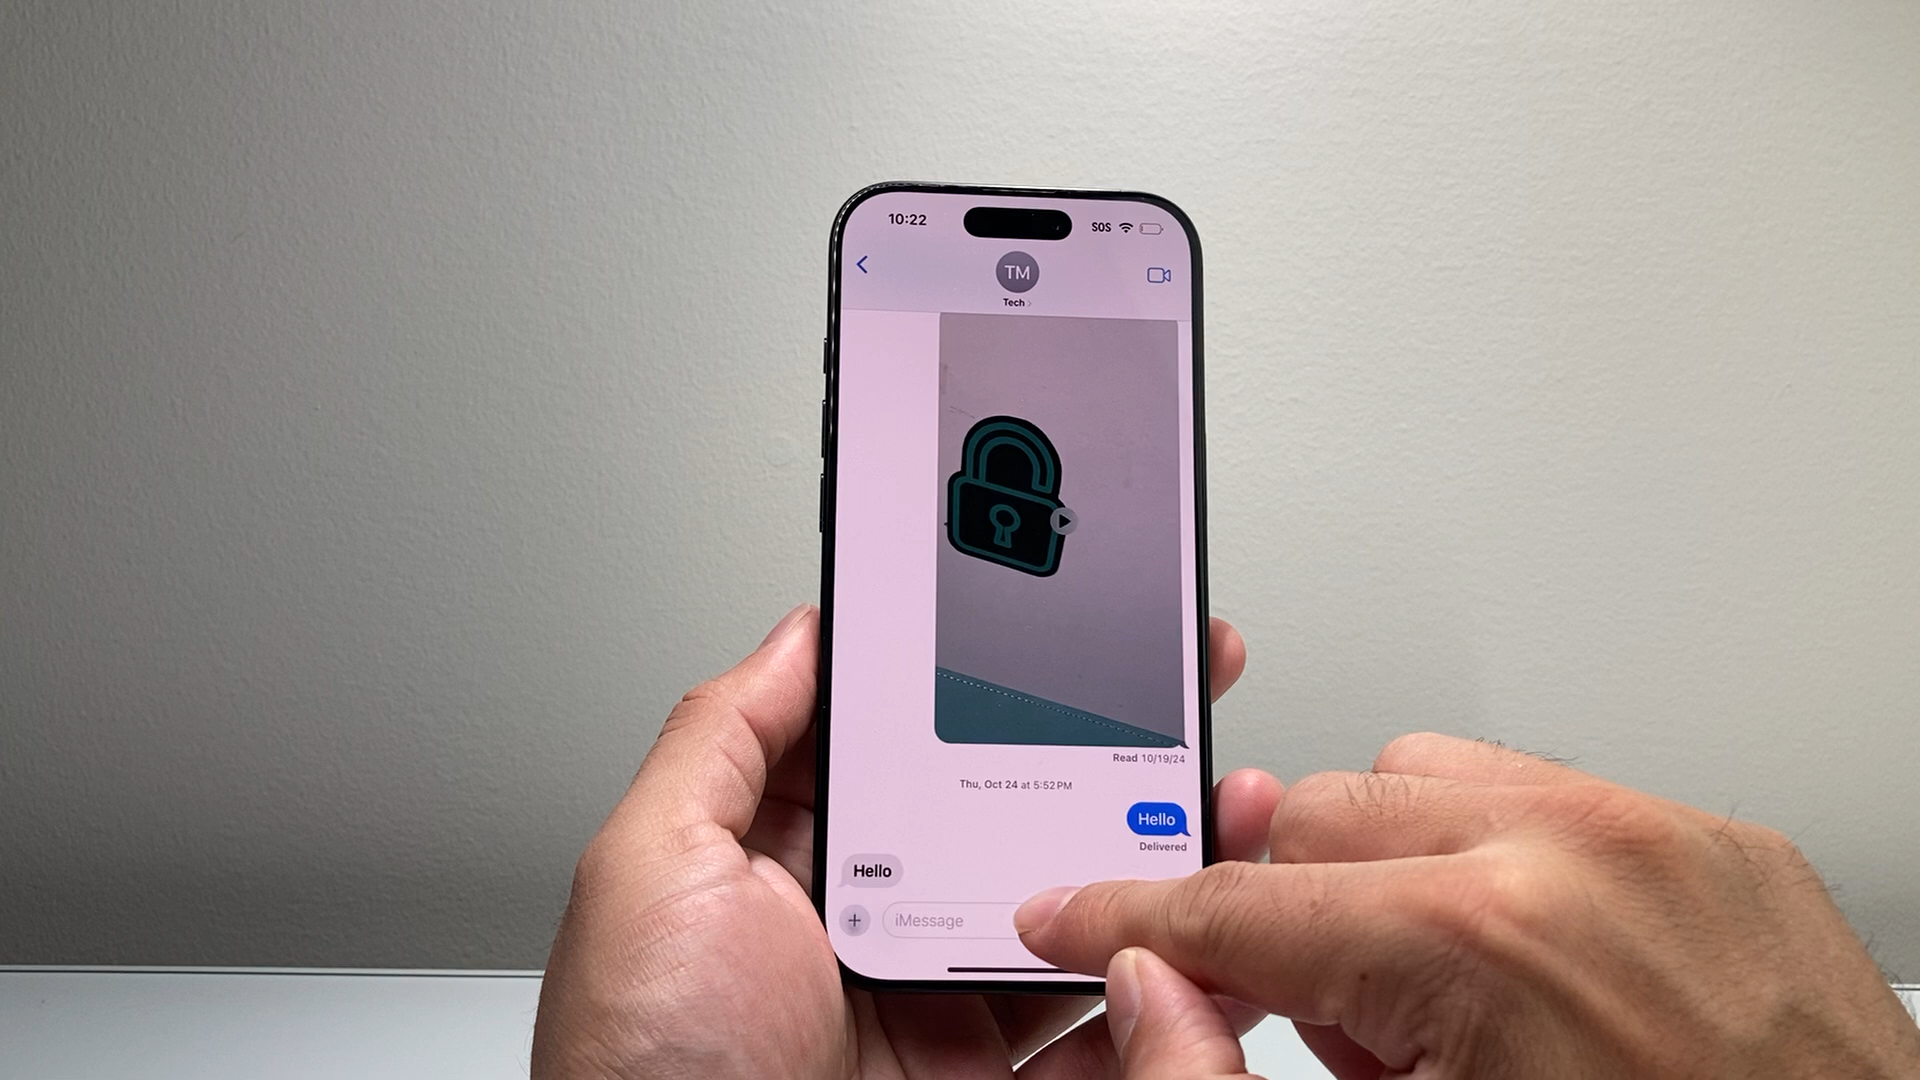 10:22
SOS
TM
Tech
Read 10/19/24
Thu, Oct 24 at 5:52 PM
Hello
Delivered
Hello
iMessage